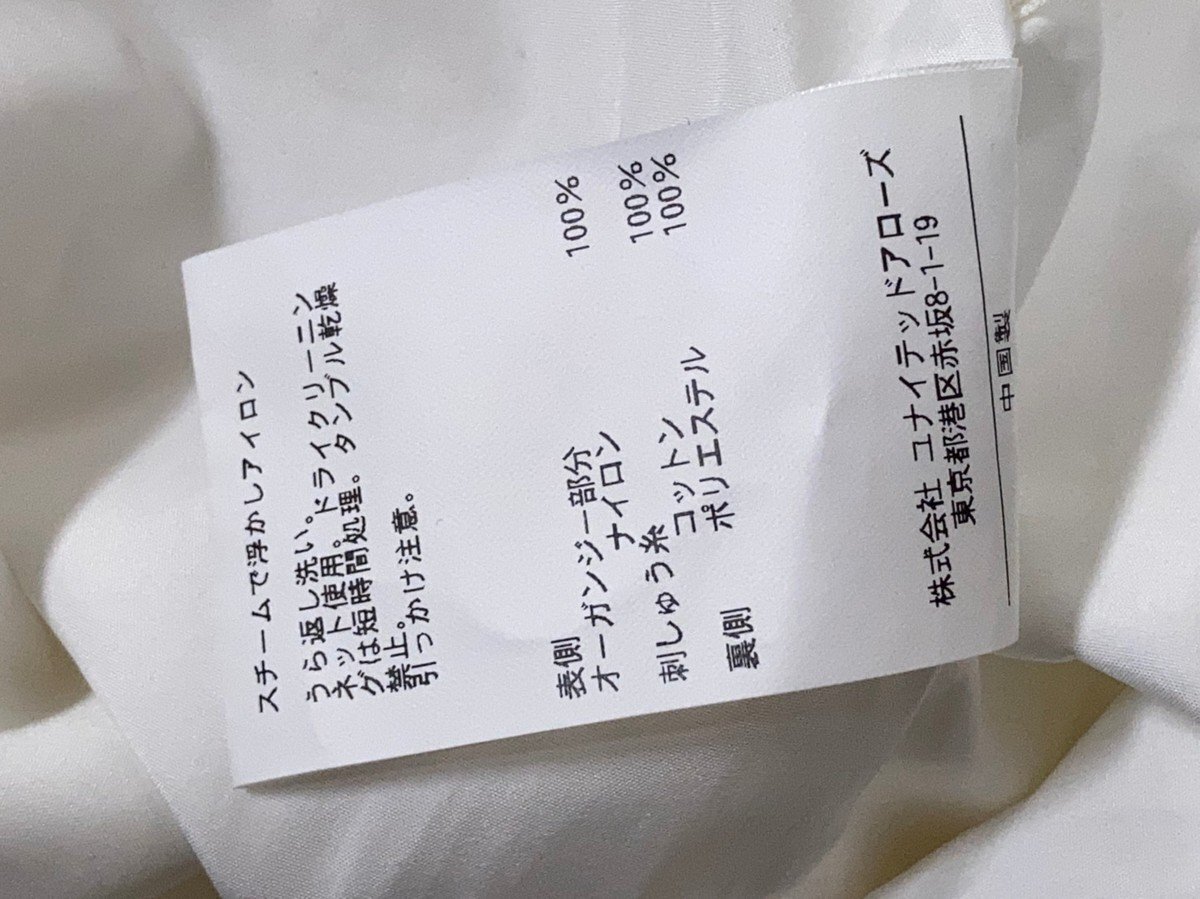 スチームで浮かしアイロン
うら返し洗い。
ネット使用。ドライクリーニン
グは短時間処理。タンブル乾燥
禁止。
引っかけ注意。
表側
オーガンジー部分
ナイロン 100%
刺しゅう糸
コットン 100%
裏側 ポリエステル 100%
株式会社 ユナイテッドアローズ
東京都港区赤坂8-1-19
中国製